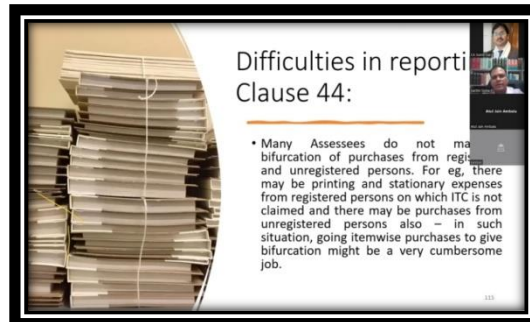 Difficulties in reporti
Clause 44:
• Many Assessees do not ma
bifurcation of purchases from regis
and unregistered persons. For eg, there
may be printing and stationary expenses
from registered persons on which ITC is not
claimed and there may be purchases from
unregistered persons also – in such
situation, going itemwise purchases to give
bifurcation might be a very cumbersome
job.